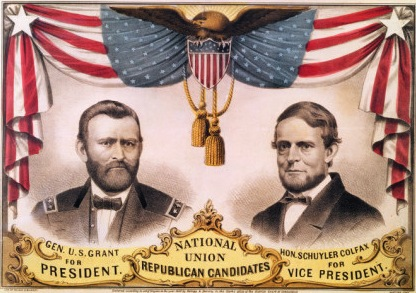 GEN. U.S. GRANT
FOR
PRESIDENT.
NATIONAL
UNION
REPUBLICAN CANDIDATES
HON. SCHUYLER COLFAX
FOR
VICE PRESIDENT.